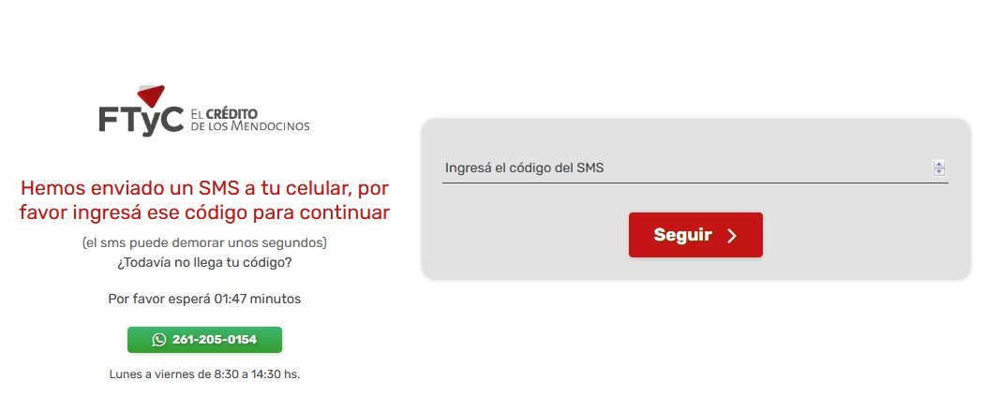 FTyC El CRÉDITO
DE LOS MENDOCINOS
Hemos enviado un SMS a tu celular, por
favor ingresá ese código para continuar
(el sms puede demorar unos segundos)
¿Todavía no llega tu código?
Por favor esperá 01:47 minutos
261-205-0154
Lunes a viernes de 8:30 a 14:30 hs.
Ingresá el código del SMS
Seguir